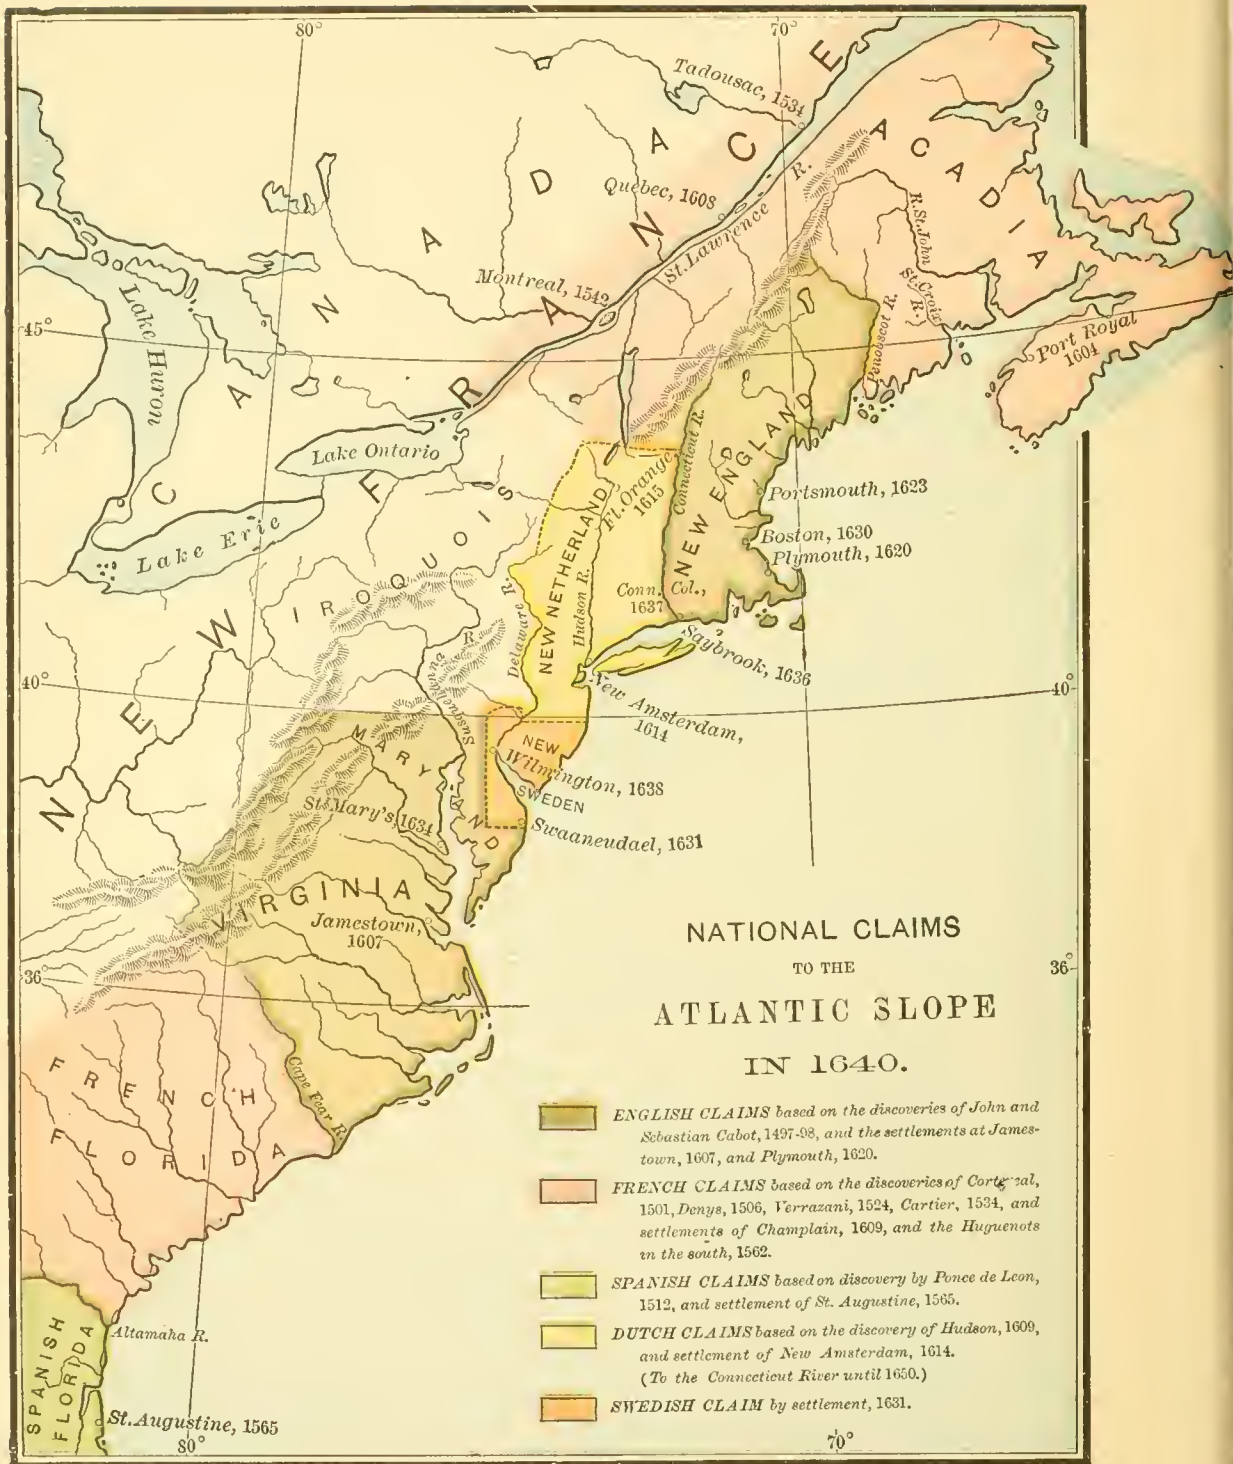 80°
70°
Tadousac, 1534
Quebec, 1608
Montreal, 1542
St. Lawrence R.
CANADA
NEW FRANCE
ACADIA
R. St. John
St. Croix R.
Penobscot R.
Port Royal
1604
45°
Lake Huron
Lake Ontario
Lake Erie
IROQUOIS
Connecticut R.
NEW ENGLAND
Ft. Orange,
1615
NEW NETHERLAND
Hudson R.
Delaware R.
Portsmouth, 1623
Boston, 1630
Plymouth, 1620
Conn. Col.,
1637
Saybrook, 1636
New Amsterdam,
1614
40°
40°
Susquehanna R.
MARYLAND
NEW
Wilmington, 1638
SWEDEN
St. Mary's, 1634
Swaaneudael, 1631
VIRGINIA
Jamestown,
1607
36°
36°
Cape Fear R.
FRENCH
FLORIDA
Altamaha R.
SPANISH
FLORIDA
St. Augustine, 1565
80°
70°
NATIONAL CLAIMS
TO THE
ATLANTIC SLOPE
IN 1640.
ENGLISH CLAIMS based on the discoveries of John and
Sebastian Cabot, 1497-98, and the settlements at James-
town, 1607, and Plymouth, 1620.
FRENCH CLAIMS based on the discoveries of
1501, Denys, 1506, Verrazani, 1524, Cartier, 1534, and
settlements of Champlain, 1609, and the Huguenots
in the south, 1562.
SPANISH CLAIMS based on discovery by Ponce de Leon,
1512, and settlement of St. Augustine, 1565.
DUTCH CLAIMS based on the discovery of Hudson, 1609,
and settlement of New Amsterdam, 1614.
(To the Connecticut River until 1650.)
SWEDISH CLAIM by settlement, 1631.